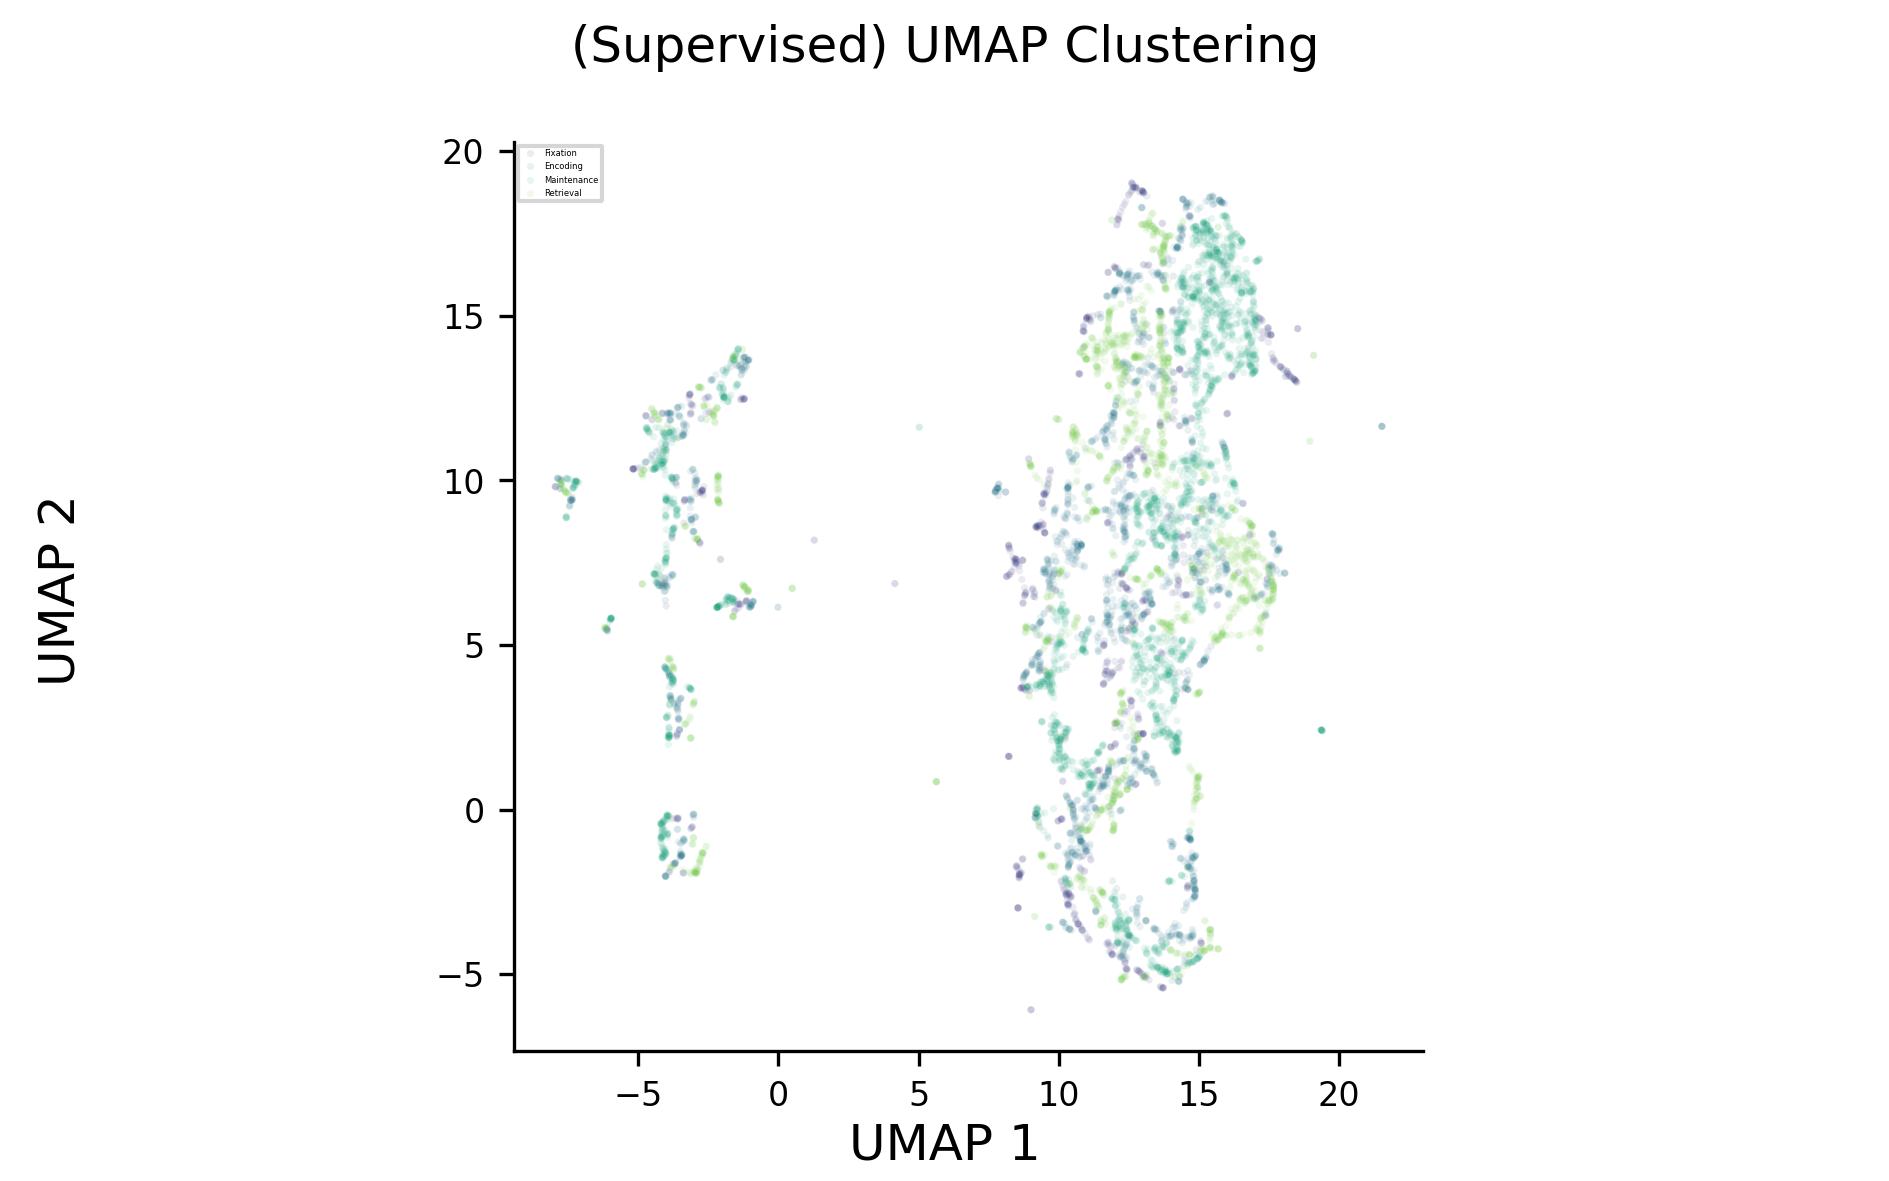 (Supervised) UMAP Clustering
20
Fixation
Encoding
Maintenance
Retrieval
15
10
UMAP 2
5
0
−5
−5 0 5 10 15 20
UMAP 1